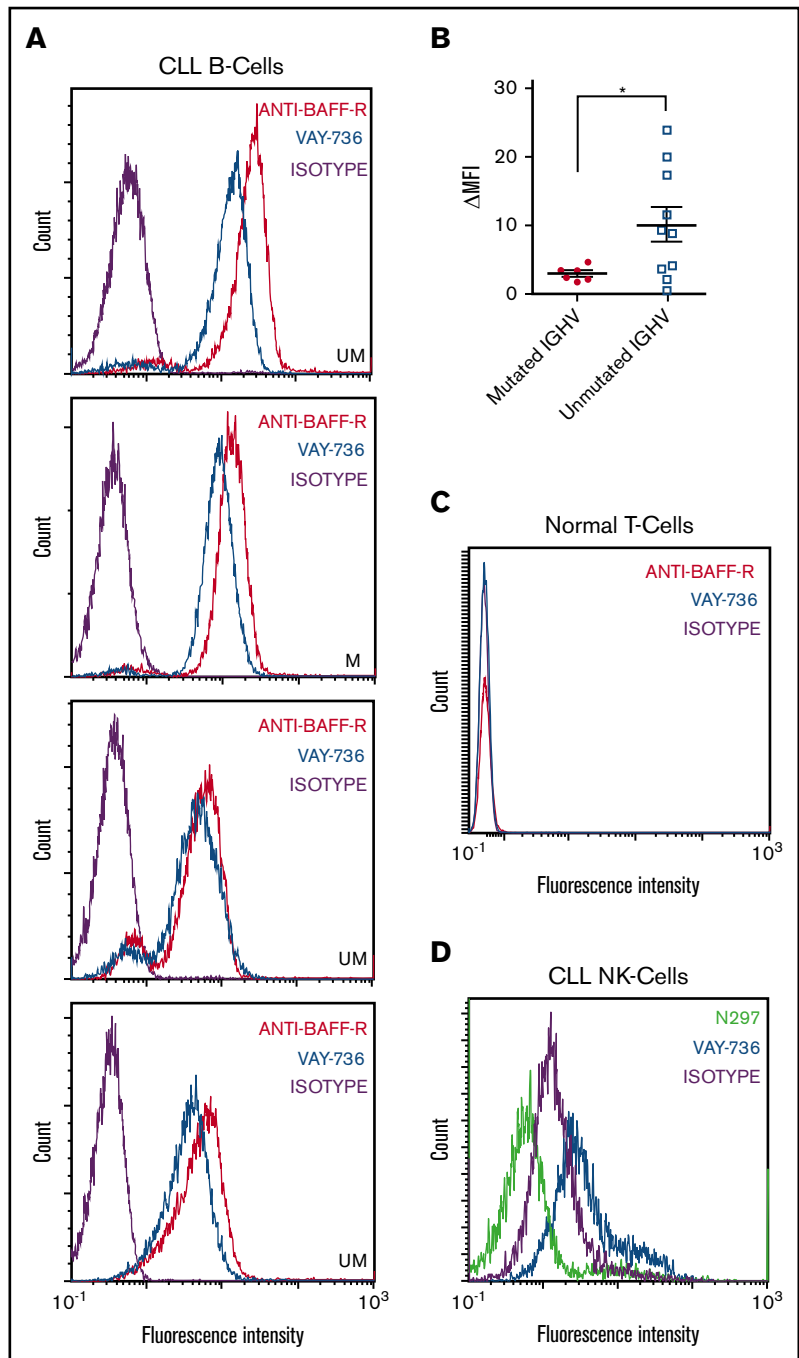 A
CLL B-Cells
ANTI-BAFF-R
VAY-736
ISOTYPE
Count
UM
ANTI-BAFF-R
VAY-736
ISOTYPE
Count
M
ANTI-BAFF-R
VAY-736
ISOTYPE
Count
UM
ANTI-BAFF-R
VAY-736
ISOTYPE
Count
UM
10-1
103
Fluorescence intensity
B
30
20
10
0
ΔMFI
*
Mutated IGHV
Unmutated IGHV
C
Normal T-Cells
ANTI-BAFF-R
VAY-736
ISOTYPE
Count
10-1
103
Fluorescence intensity
D
CLL NK-Cells
N297
VAY-736
ISOTYPE
Count
10-1
103
Fluorescence intensity